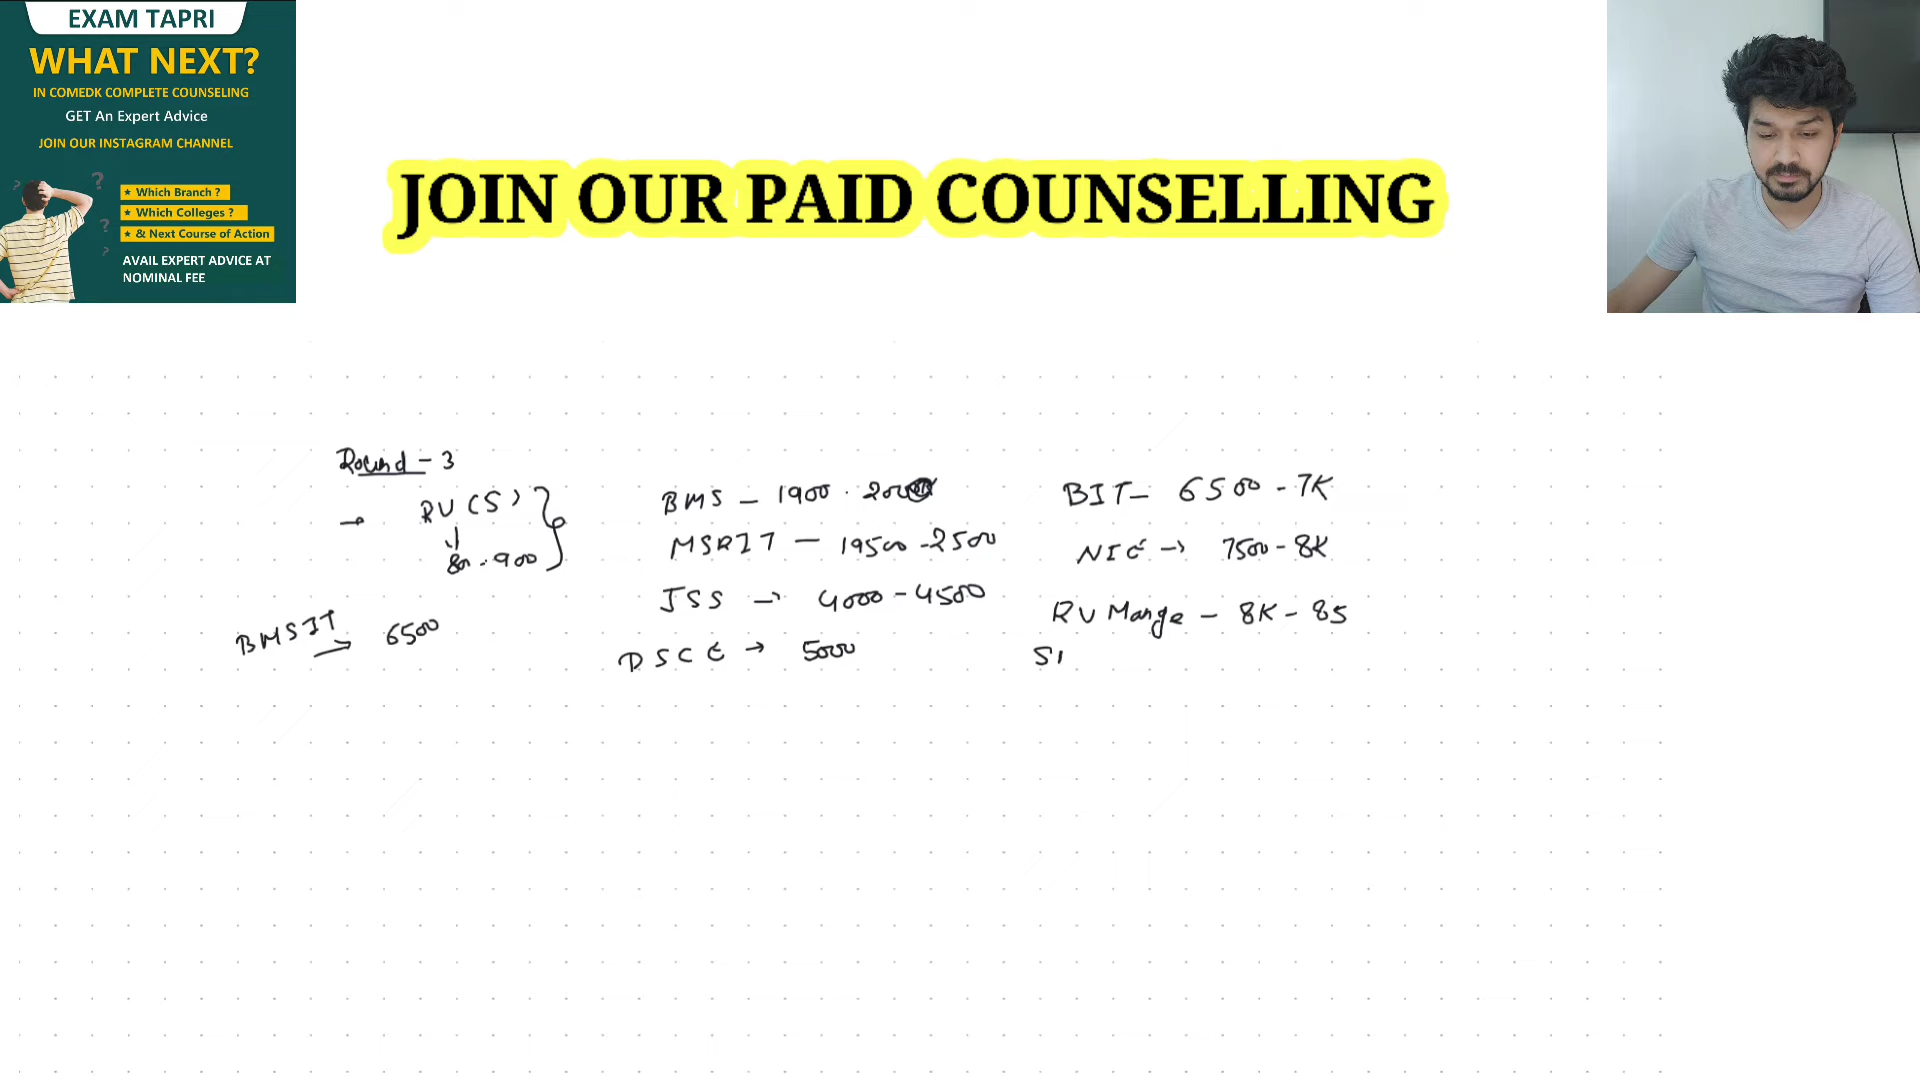 EXAM TAPRI
WHAT NEXT?
IN COMEDK COMPLETE COUNSELING
GET An Expert Advice
JOIN OUR INSTAGRAM CHANNEL
★ Which Branch ?
★ Which Colleges ?
★ & Next Course of Action
AVAIL EXPERT ADVICE AT
NOMINAL FEE
JOIN OUR PAID COUNSELLING
Round - 3
→ RV (S)
900
BMSIT → 6500
BMS - 1900
MSRIT - 19500 - 2500
JSS → 4000 - 4500
DSCE → 5000
BIT - 6500 - 7K
NIE → 7500 - 8K
RV Mange - 8K - 85